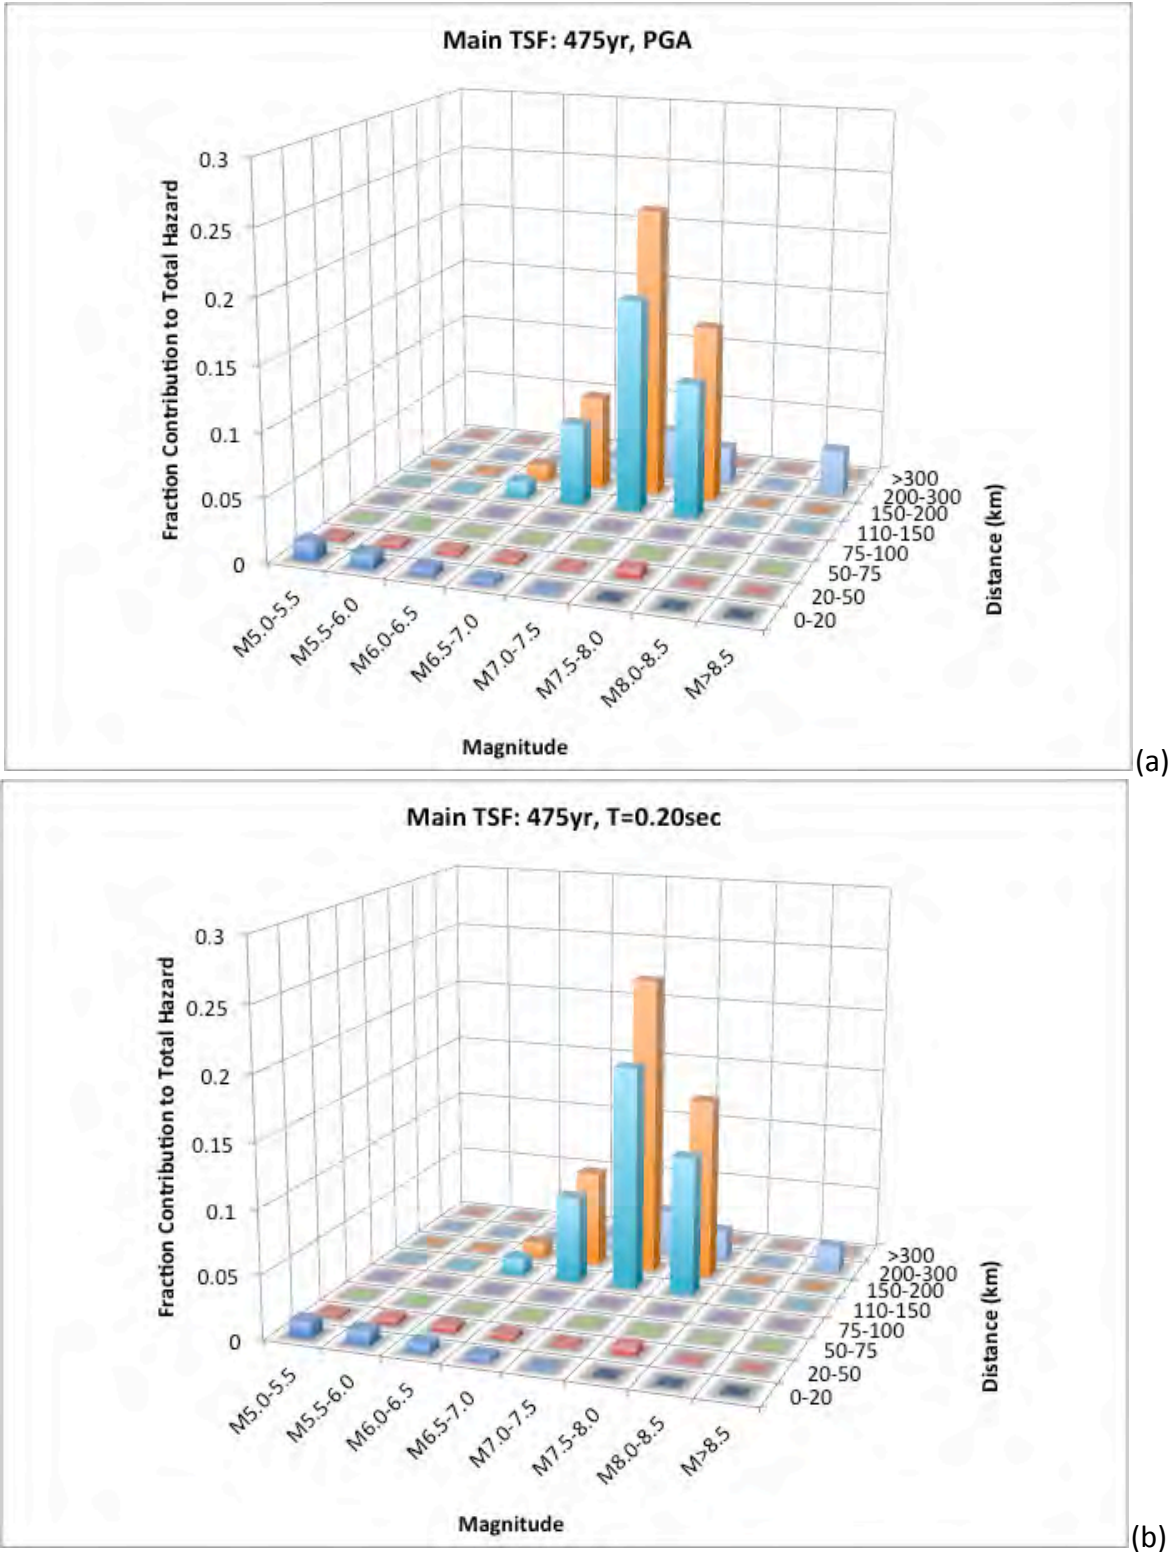 Main TSF: 475yr, PGA
Fraction Contribution to Total Hazard
0.3
0.25
0.2
0.15
0.1
0.05
0
M5.0-5.5
M5.5-6.0
M6.0-6.5
M6.5-7.0
M7.0-7.5
M7.5-8.0
M8.0-8.5
M>8.5
Magnitude
>300
200-300
150-200
110-150
75-100
50-75
20-50
0-20
Distance (km)
(a)
Main TSF: 475yr, T=0.20sec
Fraction Contribution to Total Hazard
0.3
0.25
0.2
0.15
0.1
0.05
0
M5.0-5.5
M5.5-6.0
M6.0-6.5
M6.5-7.0
M7.0-7.5
M7.5-8.0
M8.0-8.5
M>8.5
Magnitude
>300
200-300
150-200
110-150
75-100
50-75
20-50
0-20
Distance (km)
(b)